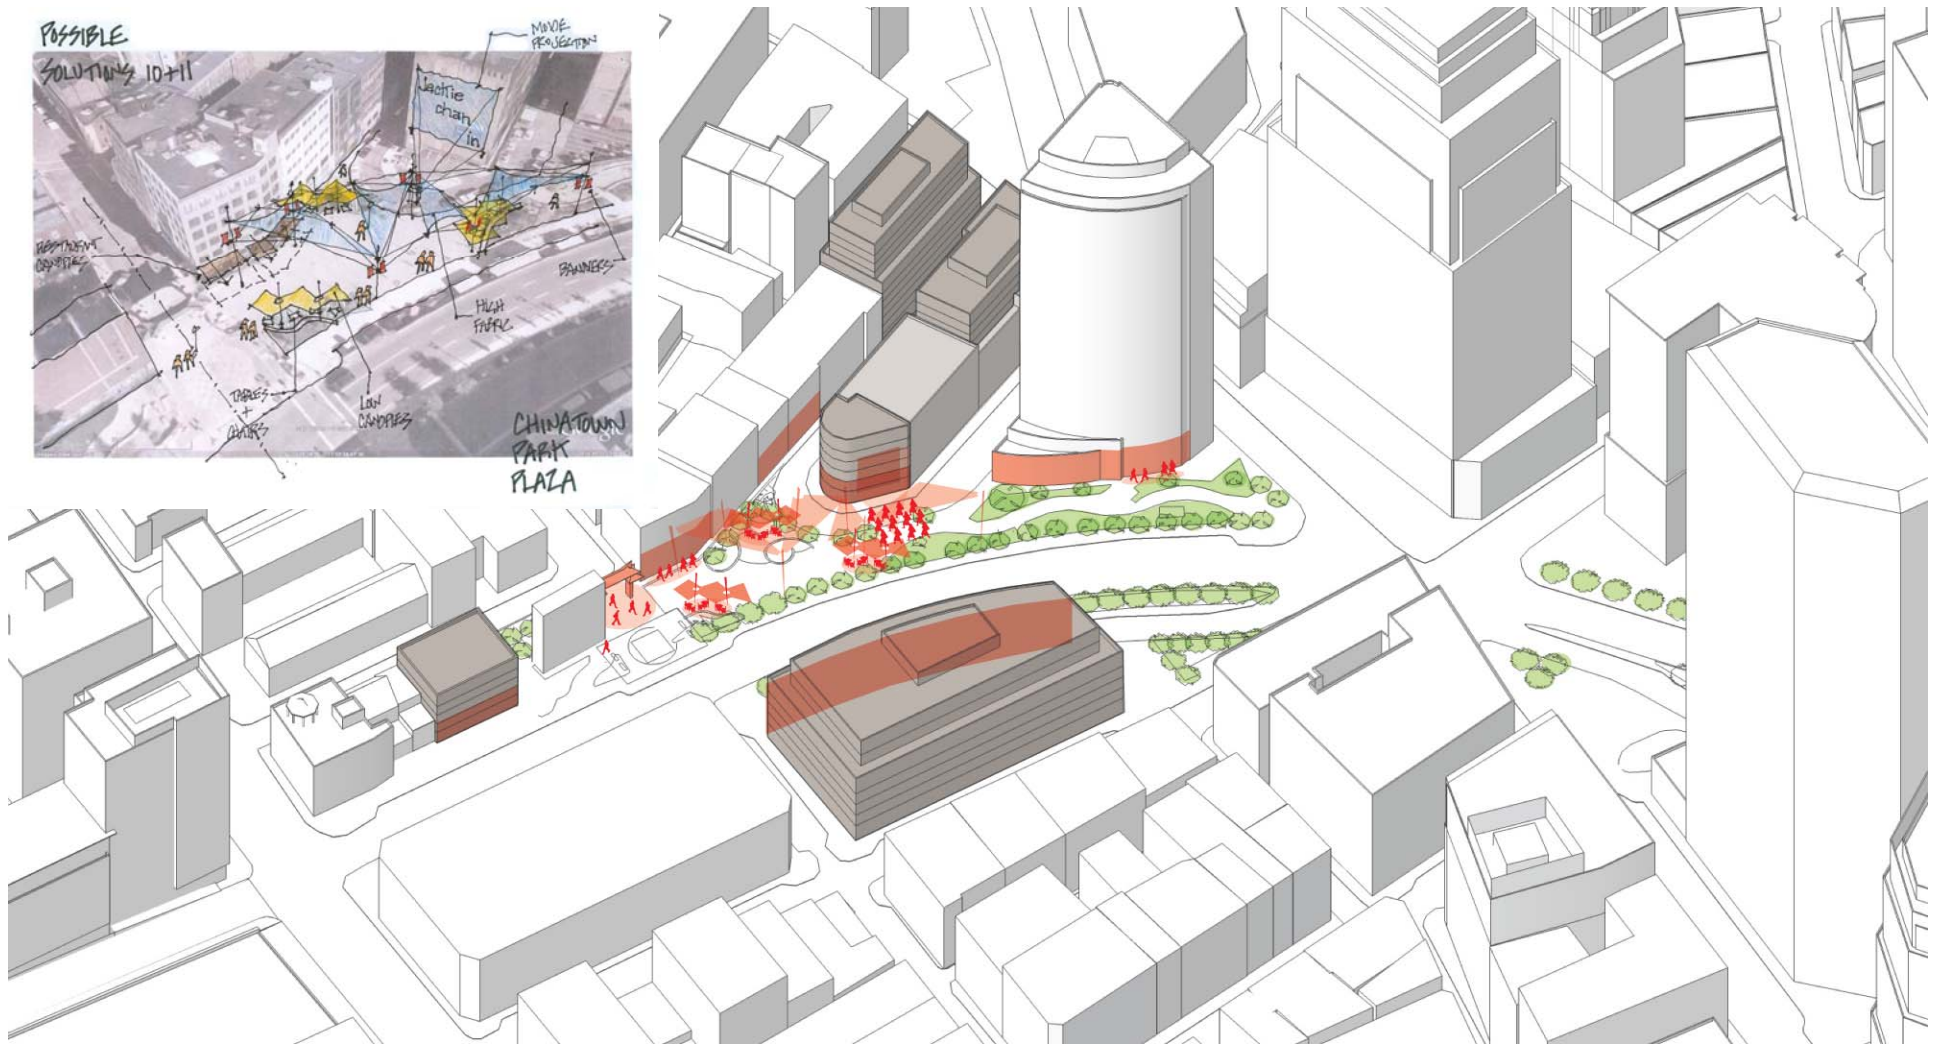 POSSIBLE
SOLUTIONS 10+11
MOVIE
PROJECTION
Jackie
chan
in
RESTAURENT
CANOPIES
BANNERS
HIGH
FABRIC
TABLES
+
CHAIRS
LOW
CANOPIES
CHINATOWN
PARK
PLAZA